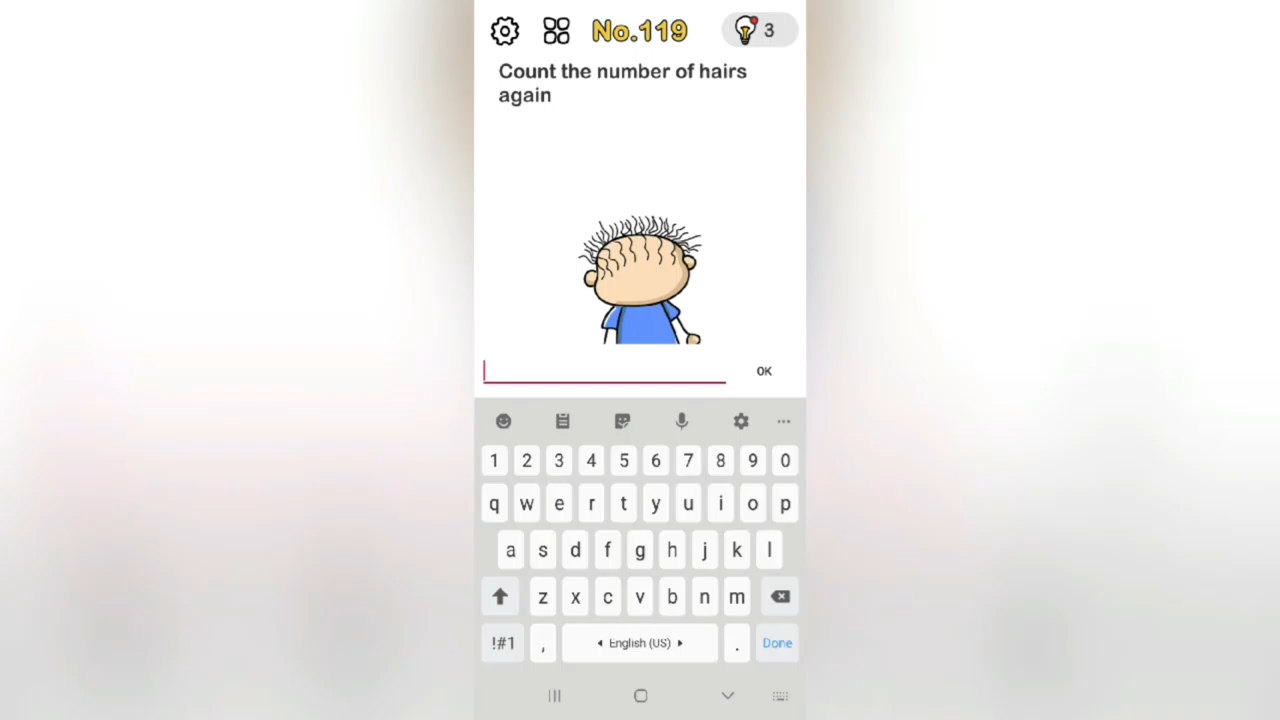 No.119
3
Count the number of hairs
again
OK
1 2 3 4 5 6 7 8 9 0
q w e r t y u i o p
a s d f g h j k l
z x c v b n m
!#1 , English (US) . Done